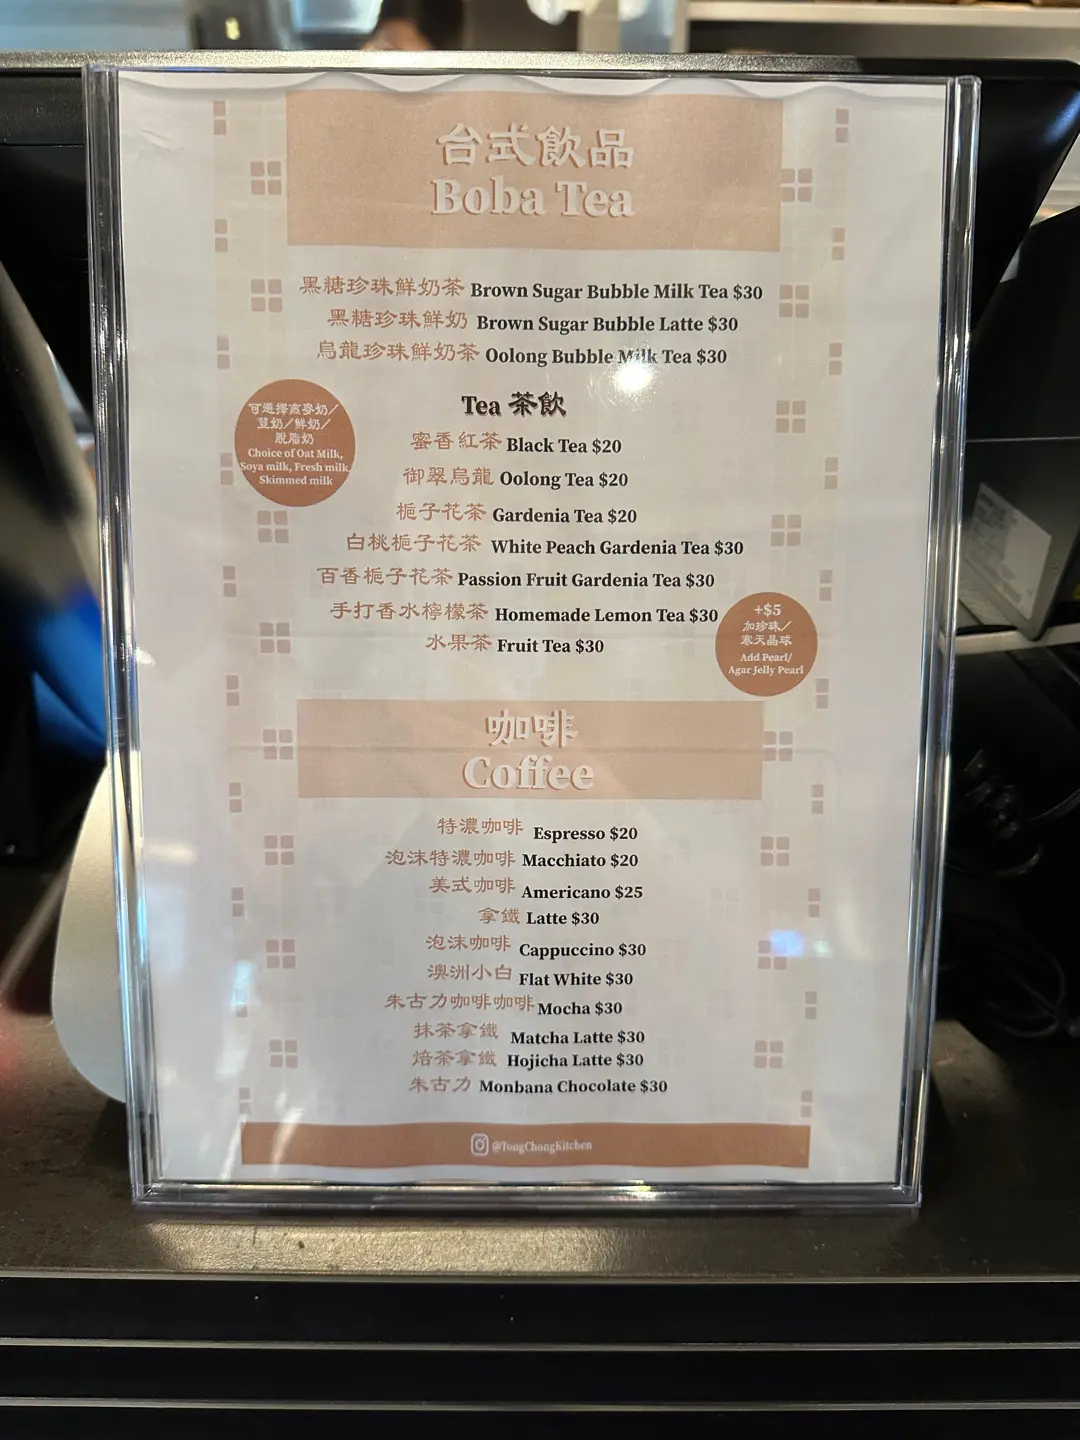 台式飲品
Boba Tea
黑糖珍珠鮮奶茶 Brown Sugar Bubble Milk Tea $30
黑糖珍珠鮮奶 Brown Sugar Bubble Latte $30
烏龍珍珠鮮奶茶 Oolong Bubble Milk Tea $30
可選擇燕麥奶/
荳奶/鮮奶/
脫脂奶
Choice of Oat Milk,
Soya milk, Fresh milk,
Skimmed milk
Tea 茶飲
蜜香紅茶 Black Tea $20
御翠烏龍 Oolong Tea $20
梔子花茶 Gardenia Tea $20
白桃梔子花茶 White Peach Gardenia Tea $30
百香梔子花茶 Passion Fruit Gardenia Tea $30
手打香水檸檬茶 Homemade Lemon Tea $30
水果茶 Fruit Tea $30
+$5
加珍珠/
寒天晶球
Add Pearl/
Agar Jelly Pearl
咖啡
Coffee
特濃咖啡 Espresso $20
泡沫特濃咖啡 Macchiato $20
美式咖啡 Americano $25
拿鐵 Latte $30
泡沫咖啡 Cappuccino $30
澳洲小白 Flat White $30
朱古力咖啡咖啡 Mocha $30
抹茶拿鐵 Matcha Latte $30
焙茶拿鐵 Hojicha Latte $30
朱古力 Monbana Chocolate $30
@TongChongKitchen